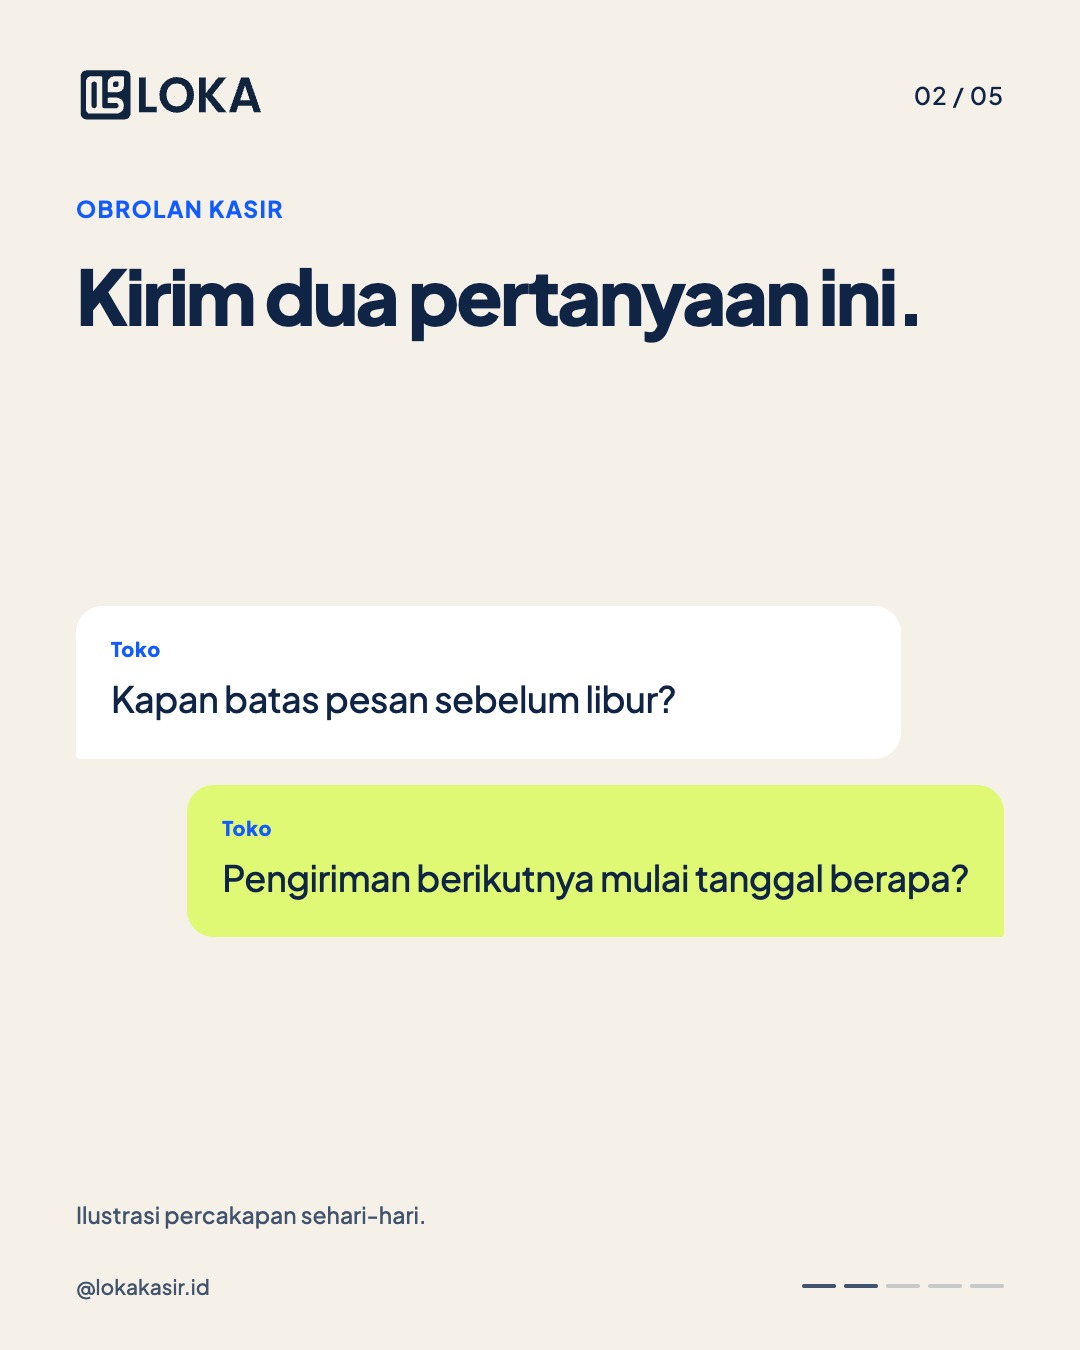 LOKA
02 / 05
OBROLAN KASIR
Kirim dua pertanyaan ini.
Toko
Kapan batas pesan sebelum libur?
Toko
Pengiriman berikutnya mulai tanggal berapa?
Ilustrasi percakapan sehari-hari.
@lokakasir.id